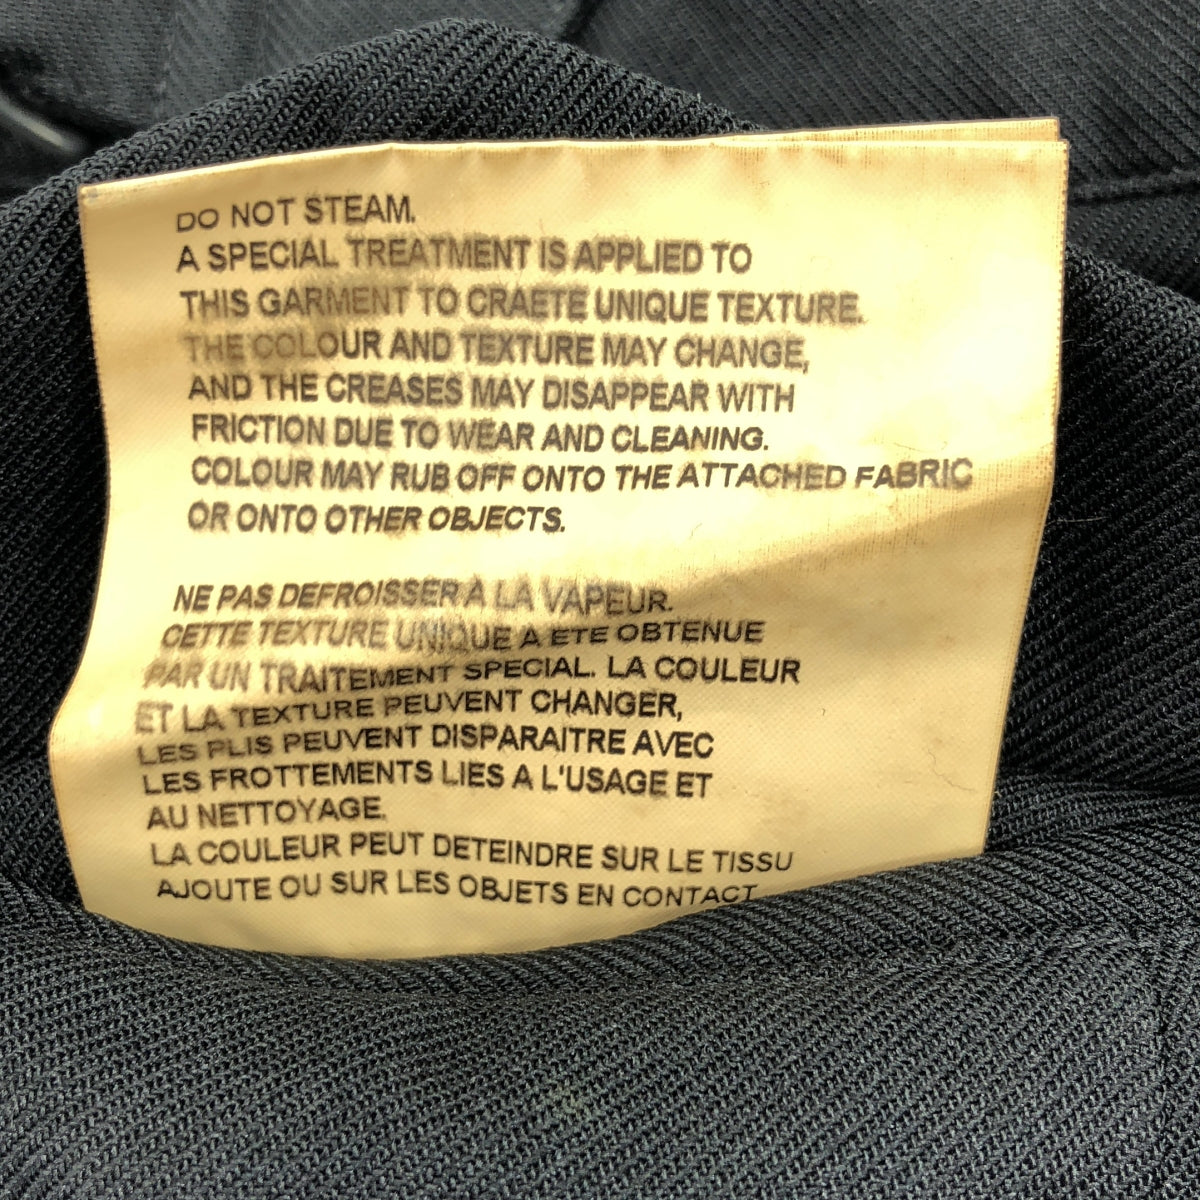 DO NOT STEAM.
A SPECIAL TREATMENT IS APPLIED TO
THIS GARMENT TO CRAETE UNIQUE TEXTURE.
THE COLOUR AND TEXTURE MAY CHANGE,
AND THE CREASES MAY DISAPPEAR WITH
FRICTION DUE TO WEAR AND CLEANING.
COLOUR MAY RUB OFF ONTO THE ATTACHED FABRIC
OR ONTO OTHER OBJECTS.
NE PAS DEFROISSER À LA VAPEUR.
CETTE TEXTURE UNIQUE A ETE OBTENUE
PAR UN TRAITEMENT SPECIAL. LA COULEUR
ET LA TEXTURE PEUVENT CHANGER,
LES PLIS PEUVENT DISPARAITRE AVEC
LES FROTTEMENTS LIES A L'USAGE ET
AU NETTOYAGE.
LA COULEUR PEUT DETEINDRE SUR LE TISSU
AJOUTE OU SUR LES OBJETS EN CONTACT